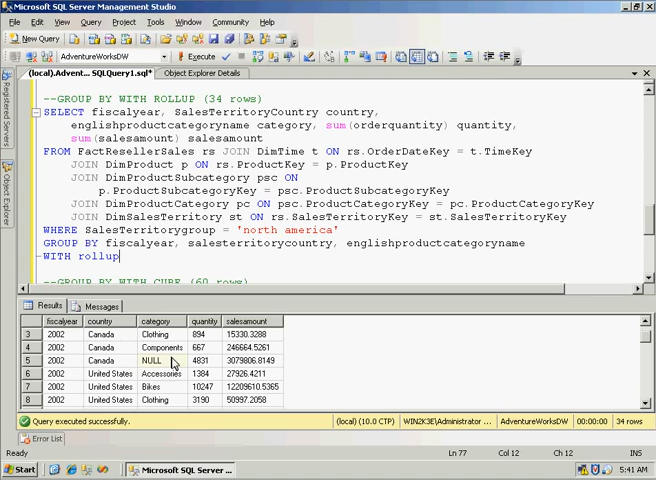 Microsoft SQL Server Management Studio
File Edit View Query Project Tools Window Community Help
New Query
AdventureWorksDW Execute
(local).Advent... SQLQuery1.sql* Object Explorer Details
Registered Servers
Object Explorer
--GROUP BY WITH ROLLUP (34 rows)
SELECT fiscalyear, SalesTerritoryCountry country,
englishproductcategoryname category, sum(orderquantity) quantity,
sum(salesamount) salesamount
FROM FactResellerSales rs JOIN DimTime t ON rs.OrderDateKey = t.TimeKey
JOIN DimProduct p ON rs.ProductKey = p.ProductKey
JOIN DimProductSubcategory psc ON
p.ProductSubcategoryKey = psc.ProductSubcategoryKey
JOIN DimProductCategory pc ON psc.ProductCategoryKey = pc.ProductCategoryKey
JOIN DimSalesTerritory st ON rs.SalesTerritoryKey = st.SalesTerritoryKey
WHERE SalesTerritorygroup = 'north america'
GROUP BY fiscalyear, salesterritorycountry, englishproductcategoryname
WITH rollup
--GROUP BY WITH CUBE (60 rows)
Results Messages
fiscalyear country category quantity salesamount
3 2002 Canada Clothing 894 15330.3288
4 2002 Canada Components 667 246664.5261
5 2002 Canada NULL 4831 3079806.8149
6 2002 United States Accessories 1384 27926.4211
7 2002 United States Bikes 10247 12209610.5365
8 2002 United States Clothing 3190 50997.2058
Query executed successfully. (local) (10.0 CTP) WIN2K3E\Administrator ... AdventureWorksDW 00:00:00 34 rows
Error List
Ready Ln 77 Col 12 Ch 12 INS
Start Microsoft SQL Server ... 5:41 AM